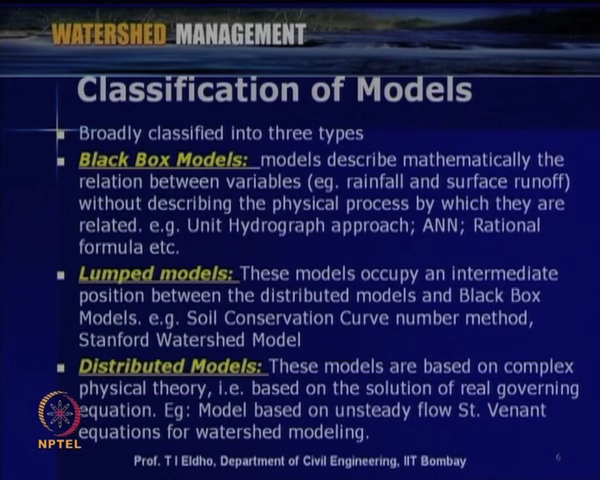 WATERSHED MANAGEMENT
Classification of Models
Broadly classified into three types
Black Box Models: models describe mathematically the
relation between variables (eg. rainfall and surface runoff)
without describing the physical process by which they are
related. e.g. Unit Hydrograph approach; ANN; Rational
formula etc.
Lumped models: These models occupy an intermediate
position between the distributed models and Black Box
Models. e.g. Soil Conservation Curve number method,
Stanford Watershed Model
Distributed Models: These models are based on complex
physical theory, i.e. based on the solution of real governing
equation. Eg: Model based on unsteady flow St. Venant
equations for watershed modeling.
NPTEL
Prof. T I Eldho, Department of Civil Engineering, IIT Bombay
6